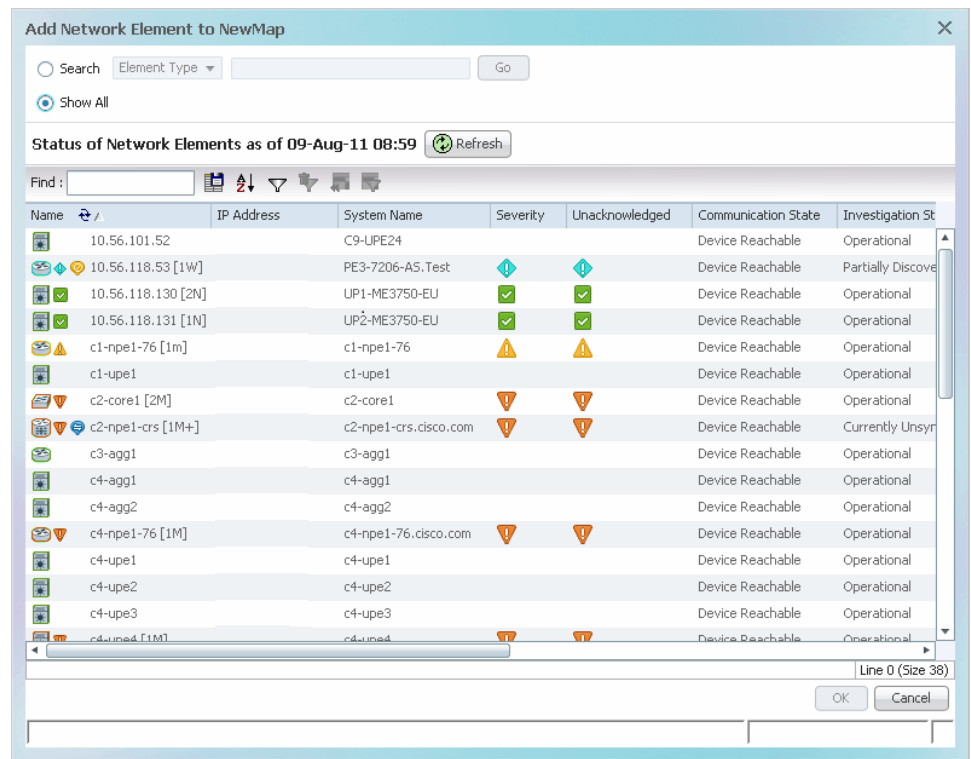 Add Network Element to NewMap
Search Element Type Go
Show All
Status of Network Elements as of 09-Aug-11 08:59 Refresh
Find :
Name IP Address System Name Severity Unacknowledged Communication State Investigation St
10.56.101.52 C9-UPE24 Device Reachable Operational
10.56.118.53 [1W] PE3-7206-AS.Test Device Reachable Partially Discove
10.56.118.130 [2N] UP1-ME3750-EU Device Reachable Operational
10.56.118.131 [1N] UP2-ME3750-EU Device Reachable Operational
c1-npe1-76 [1m] c1-npe1-76 Device Reachable Operational
c1-upe1 c1-upe1 Device Reachable Operational
c2-core1 [2M] c2-core1 Device Reachable Operational
c2-npe1-crs [1M+] c2-npe1-crs.cisco.com Device Reachable Currently Unsyn
c3-agg1 c3-agg1 Device Reachable Operational
c4-agg1 c4-agg1 Device Reachable Operational
c4-agg2 c4-agg2 Device Reachable Operational
c4-npe1-76 [1M] c4-npe1-76.cisco.com Device Reachable Operational
c4-upe1 c4-upe1 Device Reachable Operational
c4-upe2 c4-upe2 Device Reachable Operational
c4-upe3 c4-upe3 Device Reachable Operational
c4-upe4 [1M] c4-upe4 Device Reachable Operational
Line 0 (Size 38)
OK Cancel